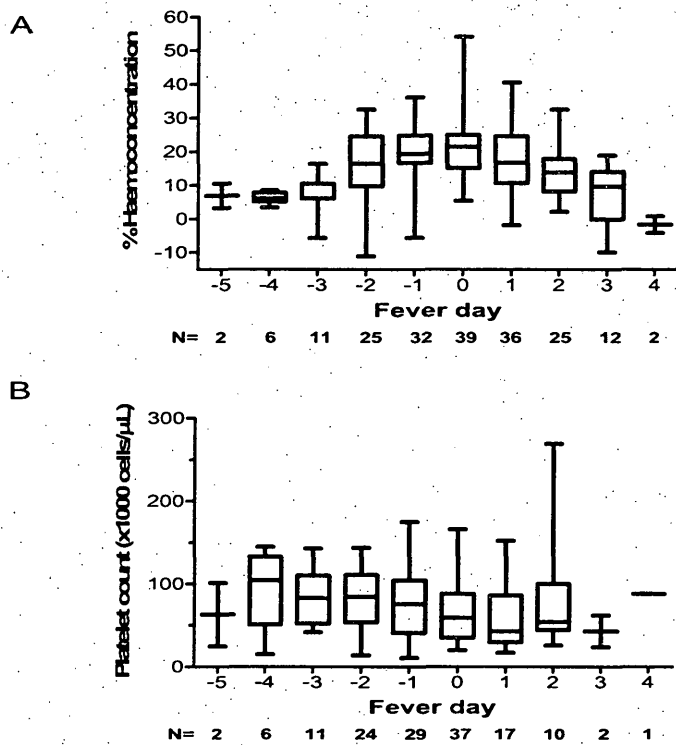 A
%Haemoconcentration
60
50
40
30
20
10
0
-10
-5 -4 -3 -2 -1 0 1 2 3 4
Fever day
N= 2 6 11 25 32 39 36 25 12 2
B
Platelet count (x1000 cells/µL)
300
200
100
0
-5 -4 -3 -2 -1 0 1 2 3 4
Fever day
N= 2 6 11 24 29 37 17 10 2 1